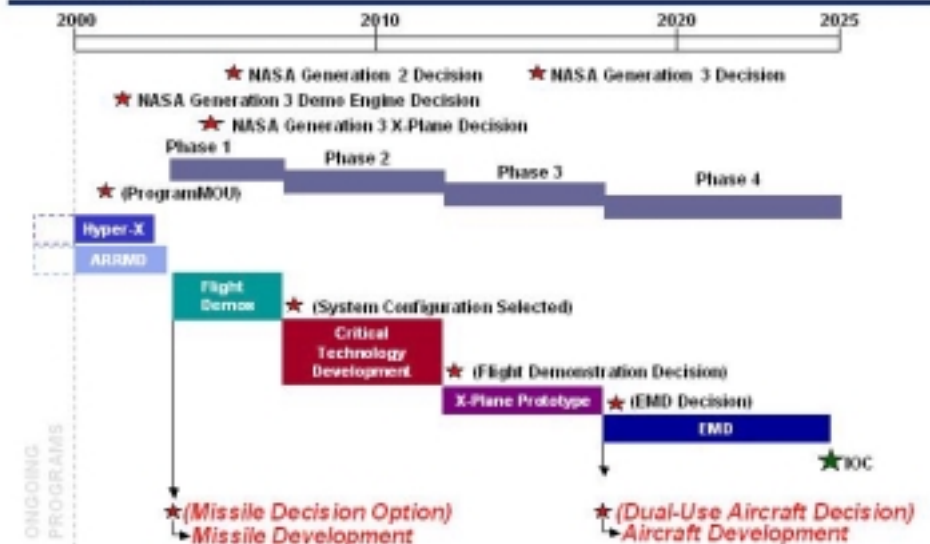 2000 2010 2020 2025
NASA Generation 2 Decision
NASA Generation 3 Decision
NASA Generation 3 Demo Engine Decision
NASA Generation 3 X-Plane Decision
Phase 1
Phase 2
Phase 3
Phase 4
(ProgramMOU)
Hyper-X
ARRMD
Flight
Demos
(System Configuration Selected)
Critical
Technology
Development
(Flight Demonstration Decision)
X-Plane Prototype
(EMD Decision)
EMD
IOC
ONGOING
PROGRAMS
(Missile Decision Option)
Missile Development
(Dual-Use Aircraft Decision)
Aircraft Development